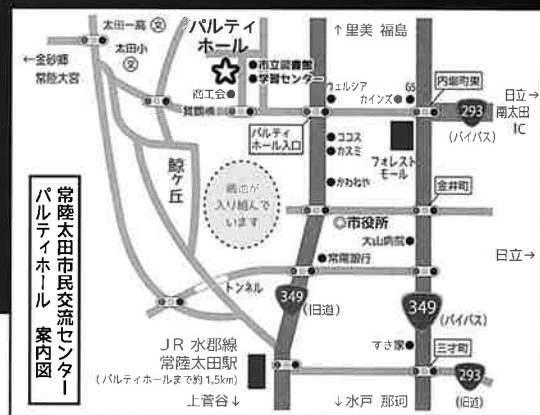 太田一高
太田小
←金砂郷
常陸大宮
パルティ
ホール
市立図書館
学習センター
商工会
↑里美 福島
ウェルシア
カインズ
GS
内堀町東
日立→
南太田
IC
293
(バイパス)
パルティ
ホール入口
ココス
カスミ
かわねや
フォレスト
モール
鯨ヶ丘
入り組んで
います
金井町
◎市役所
大山病院
常陽銀行
日立→
トンネル
349
(旧道)
349
(バイパス)
JR 水郡線
常陸太田駅
(パルティホールまで約1.5km)
すき家
三才町
293
(旧道)
上菅谷↓
↓水戸 那珂
常陸太田市民交流センター
パルティホール 案内図